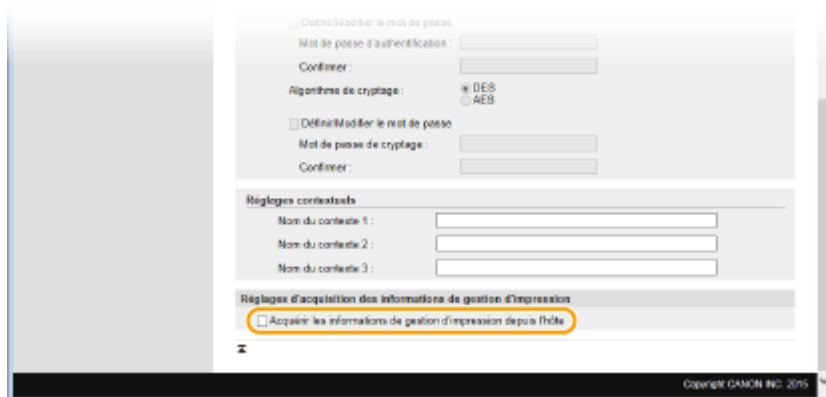 Définir/Modifier le mot de passe
Mot de passe d'authentification :
Confirmer :
Algorithme de cryptage :
DES
AES
Définir/Modifier le mot de passe
Mot de passe de cryptage :
Confirmer :
Réglages contextuels
Nom du contexte 1 :
Nom du contexte 2 :
Nom du contexte 3 :
Réglages d'acquisition des informations de gestion d'impression
Acquérir les informations de gestion d'impression depuis l'hôte
Copyright CANON INC. 2015